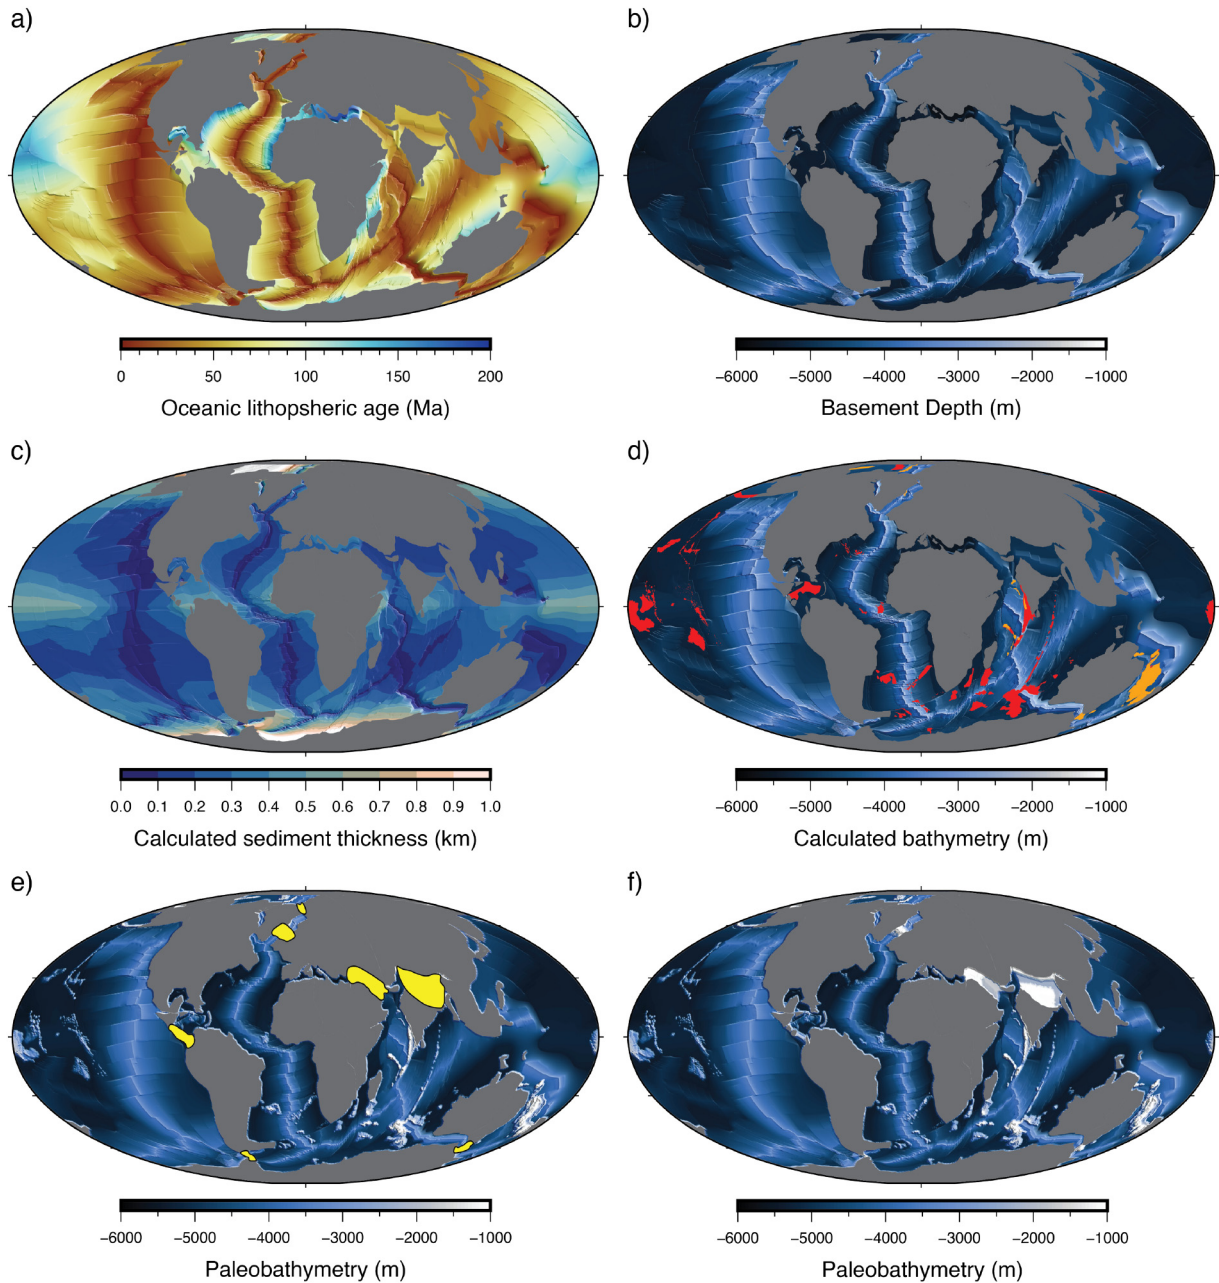 a)
b)
0 50 100 150 200
Oceanic lithopsheric age (Ma)
−6000 −5000 −4000 −3000 −2000 −1000
Basement Depth (m)
c)
d)
0.0 0.1 0.2 0.3 0.4 0.5 0.6 0.7 0.8 0.9 1.0
Calculated sediment thickness (km)
−6000 −5000 −4000 −3000 −2000 −1000
Calculated bathymetry (m)
e)
f)
−6000 −5000 −4000 −3000 −2000 −1000
Paleobathymetry (m)
−6000 −5000 −4000 −3000 −2000 −1000
Paleobathymetry (m)